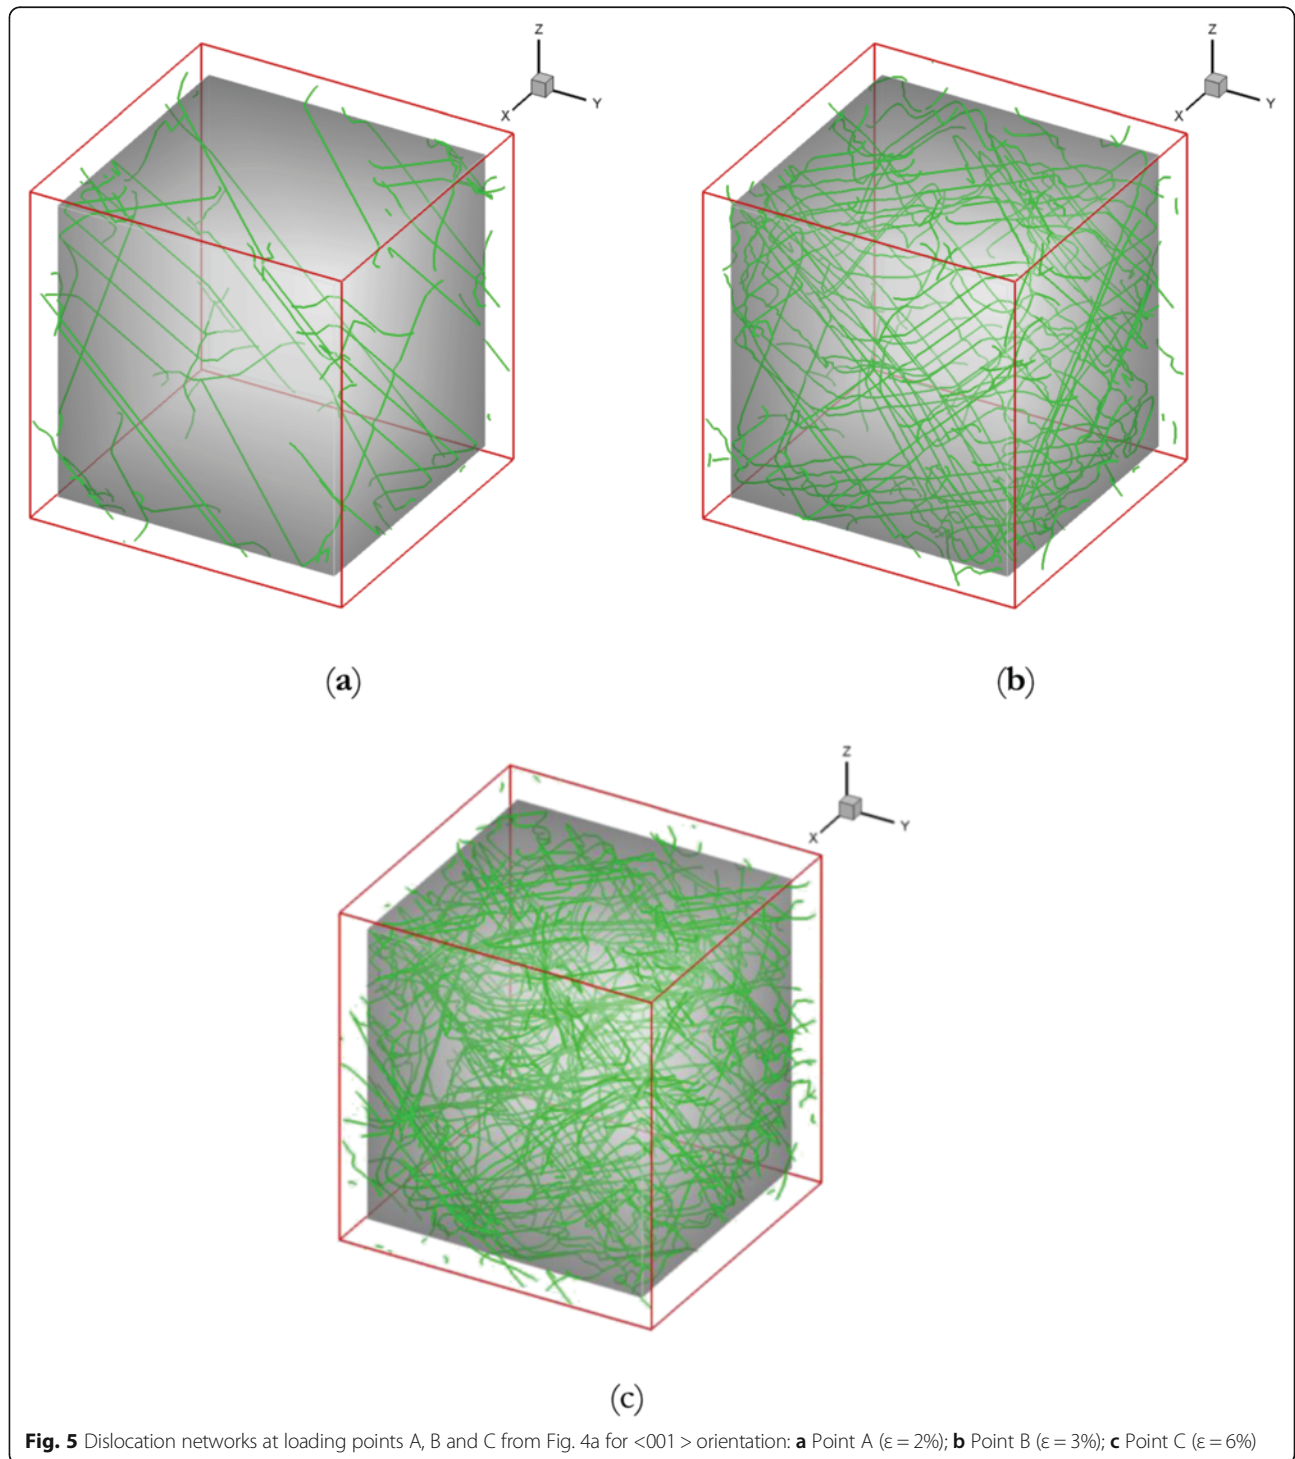 Z
X
Y
Z
X
Y
(a)
(b)
Z
X
Y
(c)
Fig. 5 Dislocation networks at loading points A, B and C from Fig. 4a for <001 > orientation: a Point A (ε = 2%); b Point B (ε = 3%); c Point C (ε = 6%)